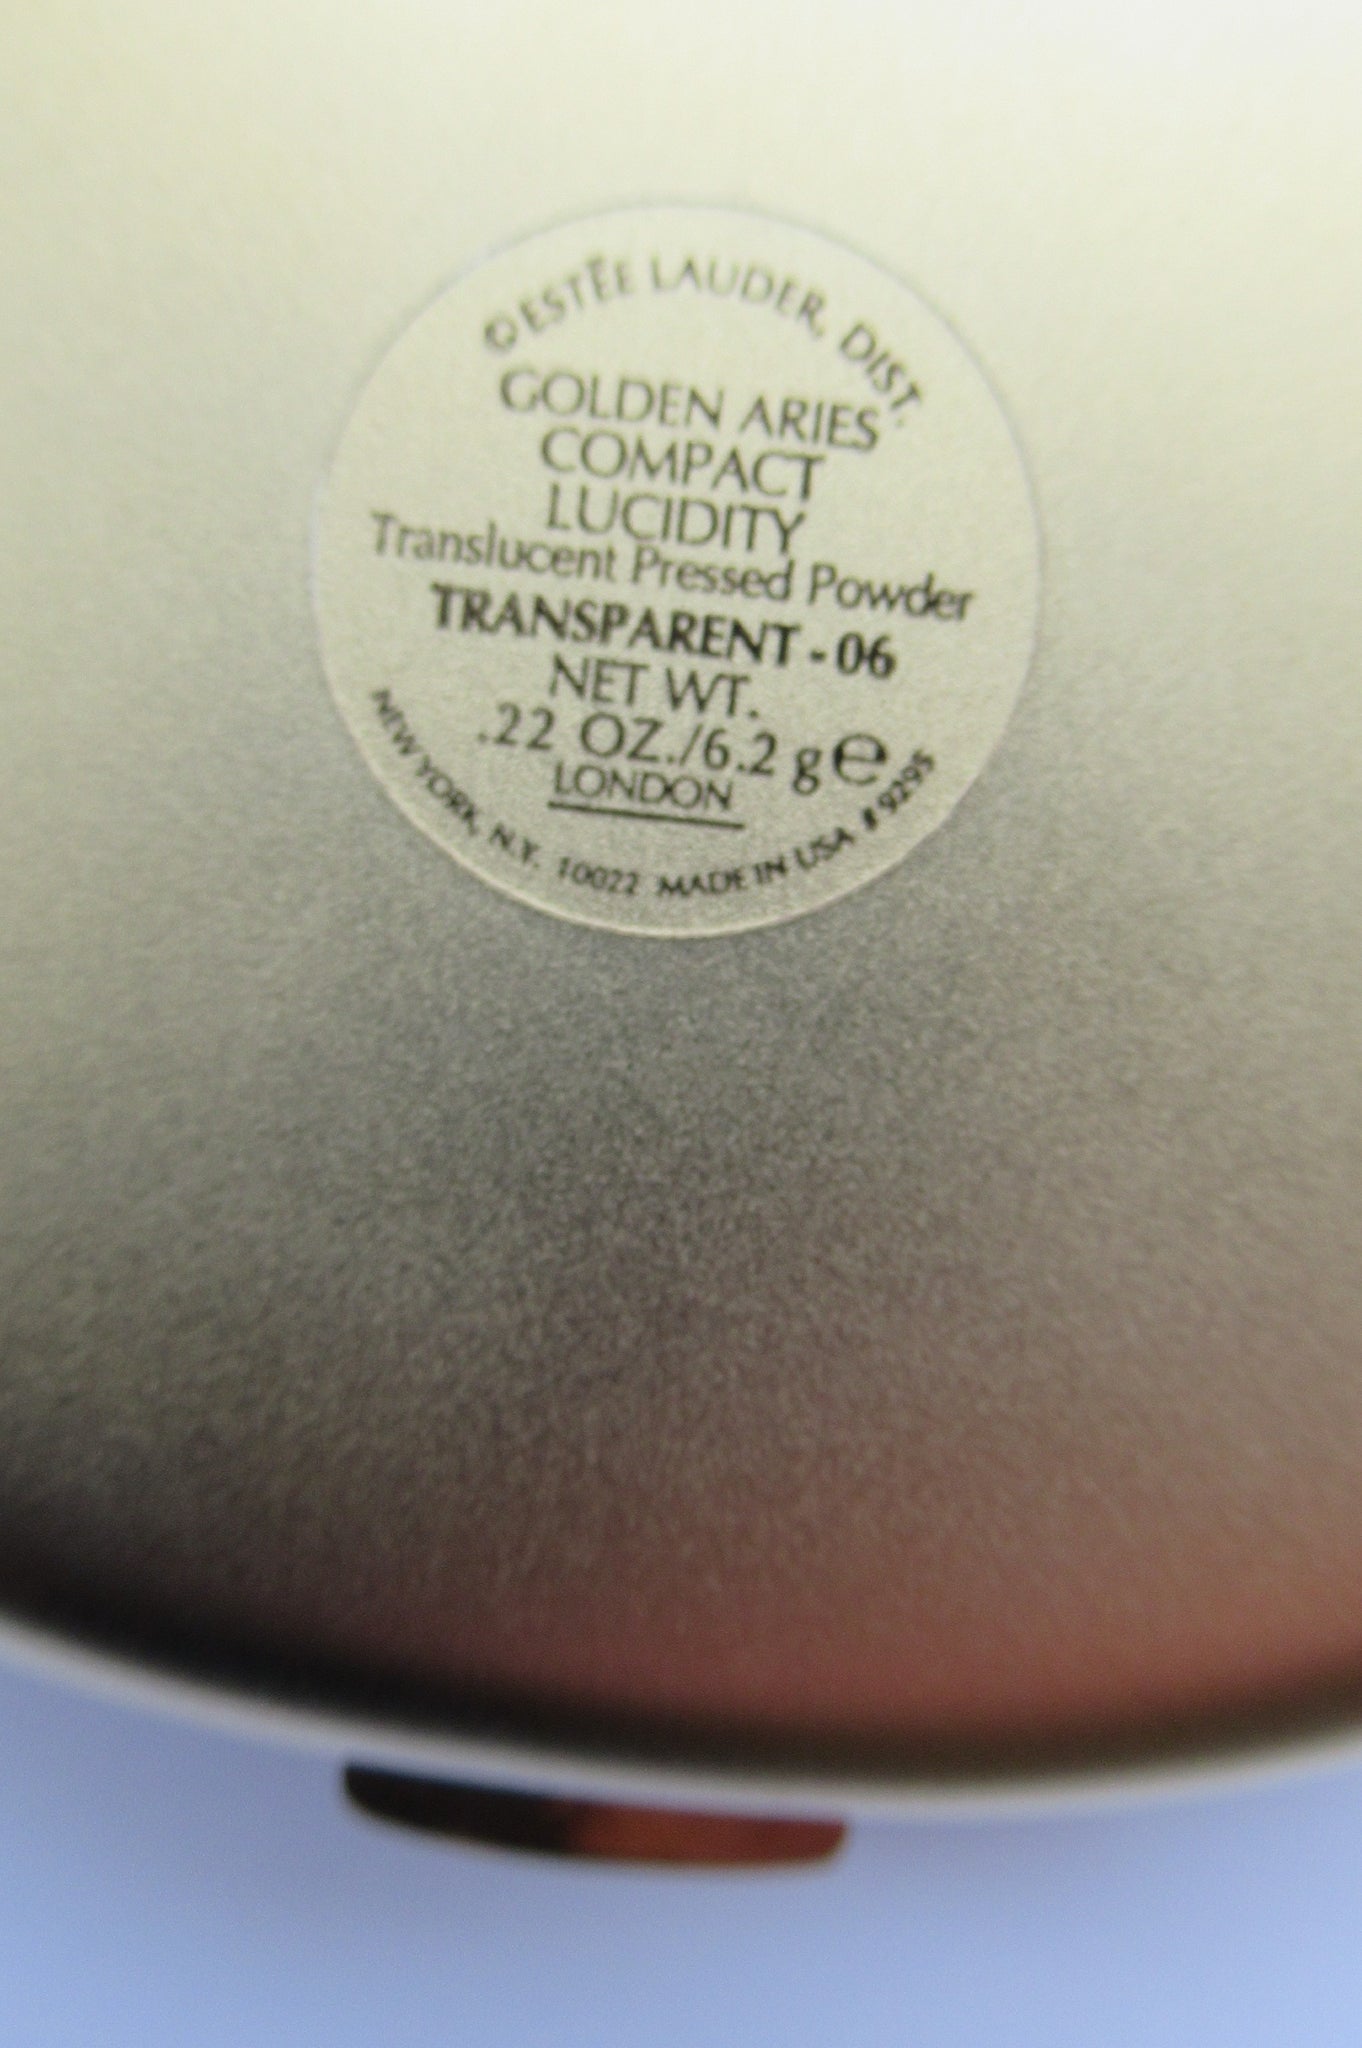 © ESTĒE LAUDER, DIST.
GOLDEN ARIES
COMPACT
LUCIDITY
Translucent Pressed Powder
TRANSPARENT - 06
NET WT.
.22 OZ./6.2 g ℮
LONDON
NEW YORK, N.Y. 10022 MADE IN USA # 9295